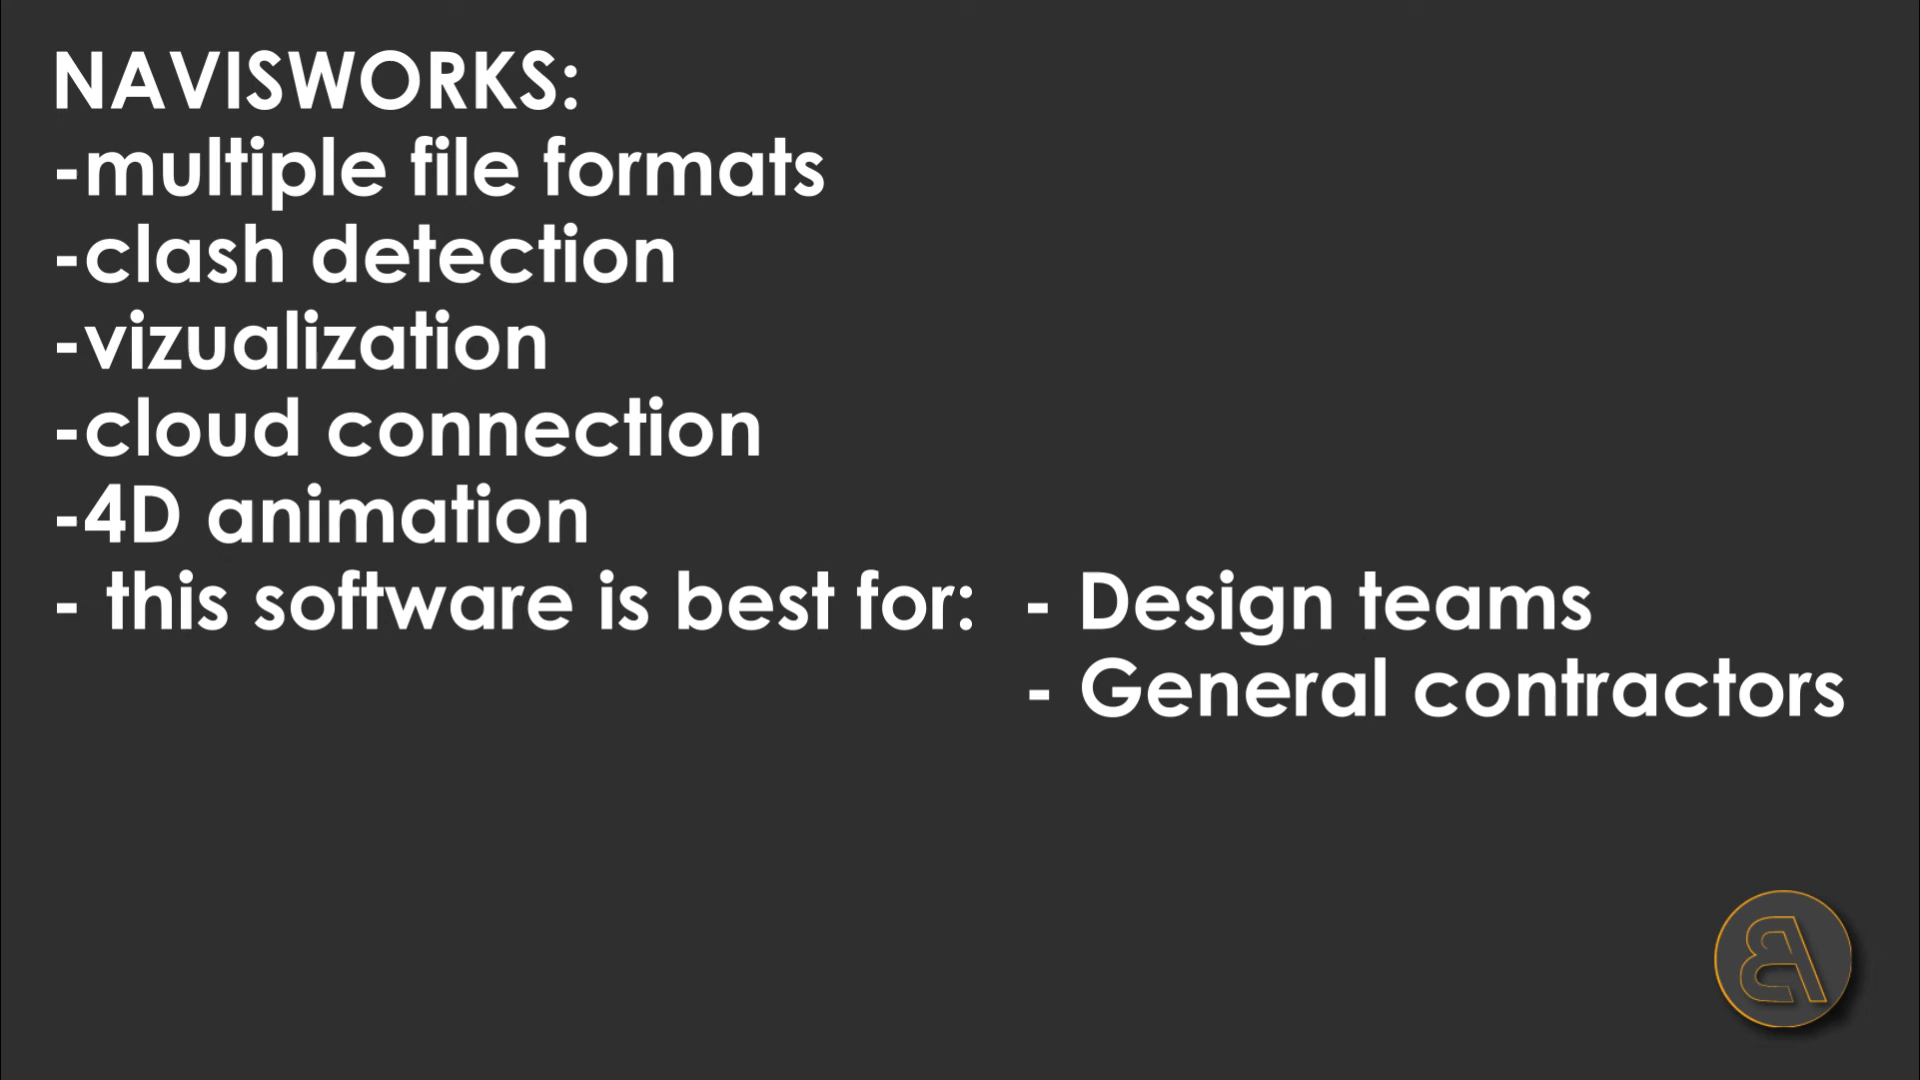 NAVISWORKS:
-multiple file formats
-clash detection
-vizualization
-cloud connection
-4D animation
- this software is best for: - Design teams
- General contractors